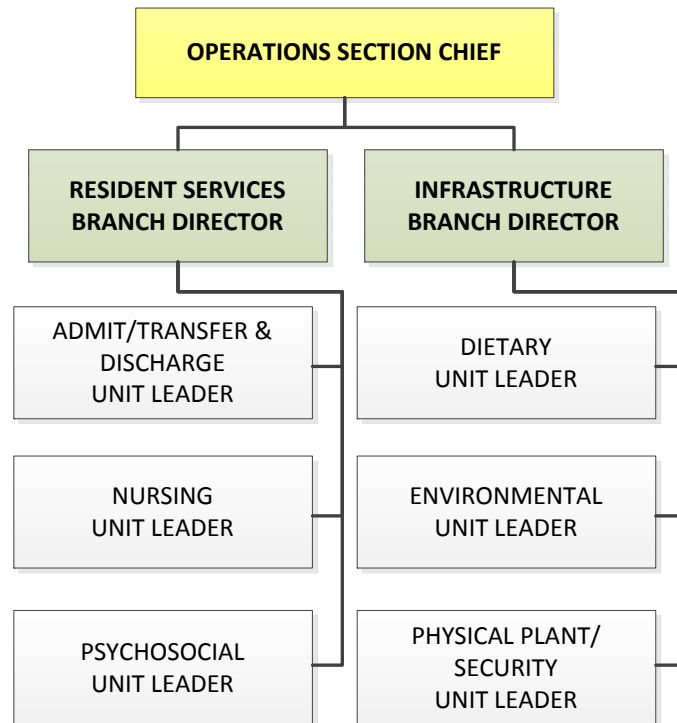 OPERATIONS SECTION CHIEF
RESIDENT SERVICES
BRANCH DIRECTOR
INFRASTRUCTURE
BRANCH DIRECTOR
ADMIT/TRANSFER &
DISCHARGE
UNIT LEADER
DIETARY
UNIT LEADER
NURSING
UNIT LEADER
ENVIRONMENTAL
UNIT LEADER
PSYCHOSOCIAL
UNIT LEADER
PHYSICAL PLANT/
SECURITY
UNIT LEADER